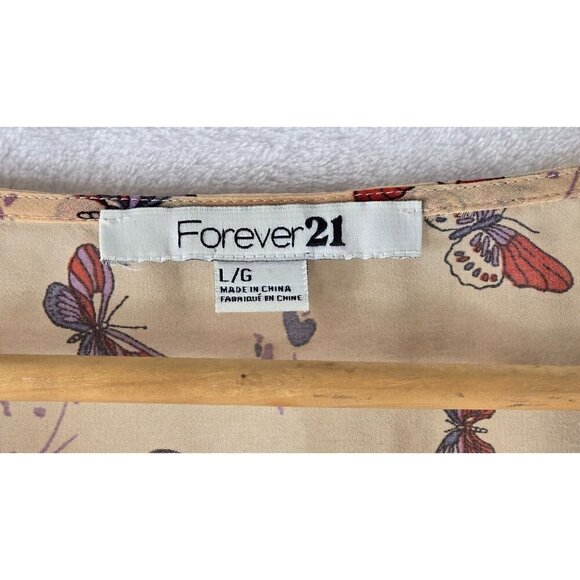 Forever21
L/G
MADE IN CHINA
FABRIQUÉ EN CHINE